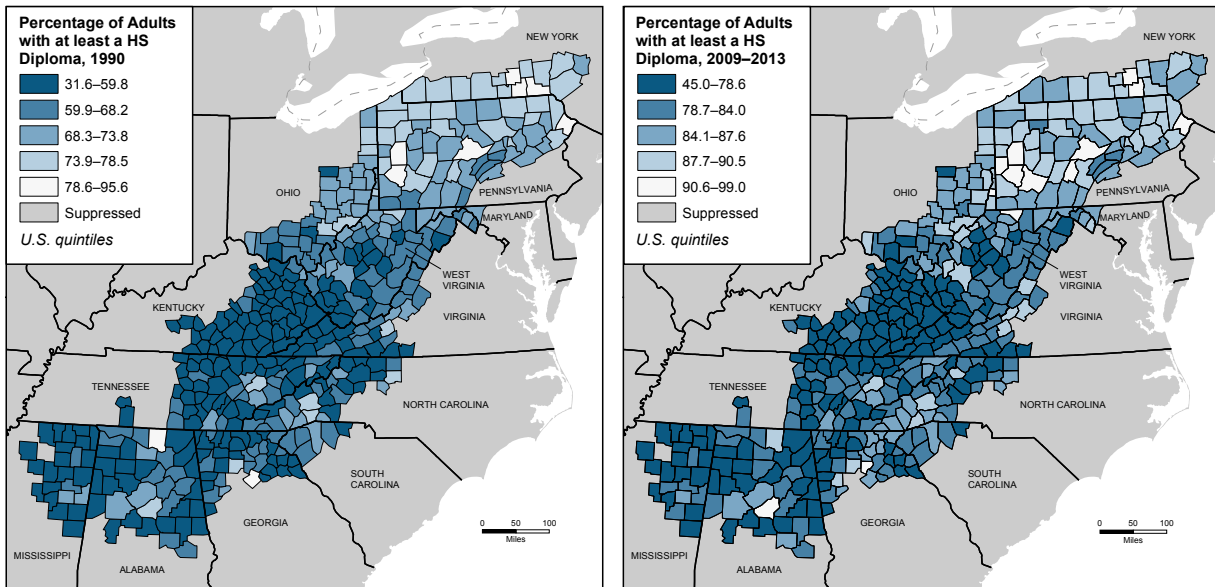 Percentage of Adults
with at least a HS
Diploma, 1990
31.6–59.8
59.9–68.2
68.3–73.8
73.9–78.5
78.6–95.6
Suppressed
U.S. quintiles
NEW YORK
PENNSYLVANIA
OHIO
MARYLAND
WEST
VIRGINIA
VIRGINIA
KENTUCKY
TENNESSEE
NORTH CAROLINA
SOUTH
CAROLINA
GEORGIA
MISSISSIPPI
ALABAMA
0 50 100
Miles
Percentage of Adults
with at least a HS
Diploma, 2009–2013
45.0–78.6
78.7–84.0
84.1–87.6
87.7–90.5
90.6–99.0
Suppressed
U.S. quintiles
NEW YORK
PENNSYLVANIA
OHIO
MARYLAND
WEST
VIRGINIA
VIRGINIA
KENTUCKY
TENNESSEE
NORTH CAROLINA
SOUTH
CAROLINA
GEORGIA
MISSISSIPPI
ALABAMA
0 50 100
Miles